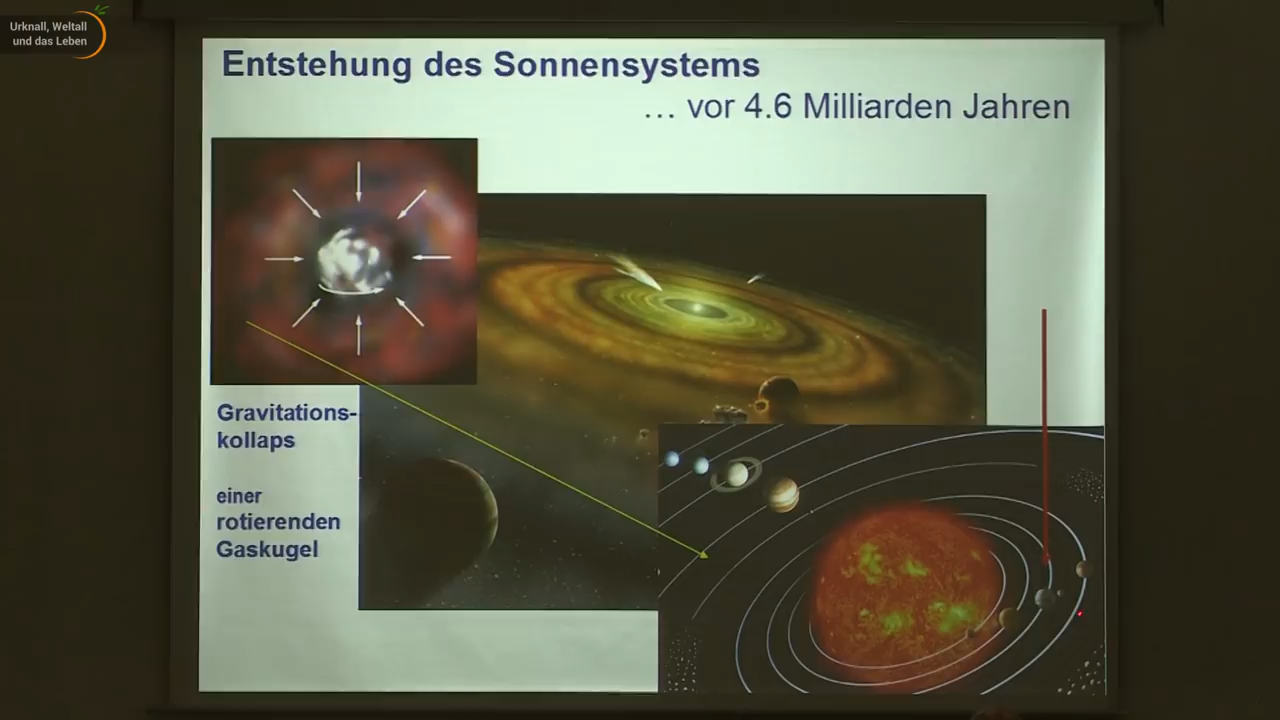 Urknall, Weltall
und das Leben
Entstehung des Sonnensystems
... vor 4.6 Milliarden Jahren
Gravitations-
kollaps
einer
rotierenden
Gaskugel